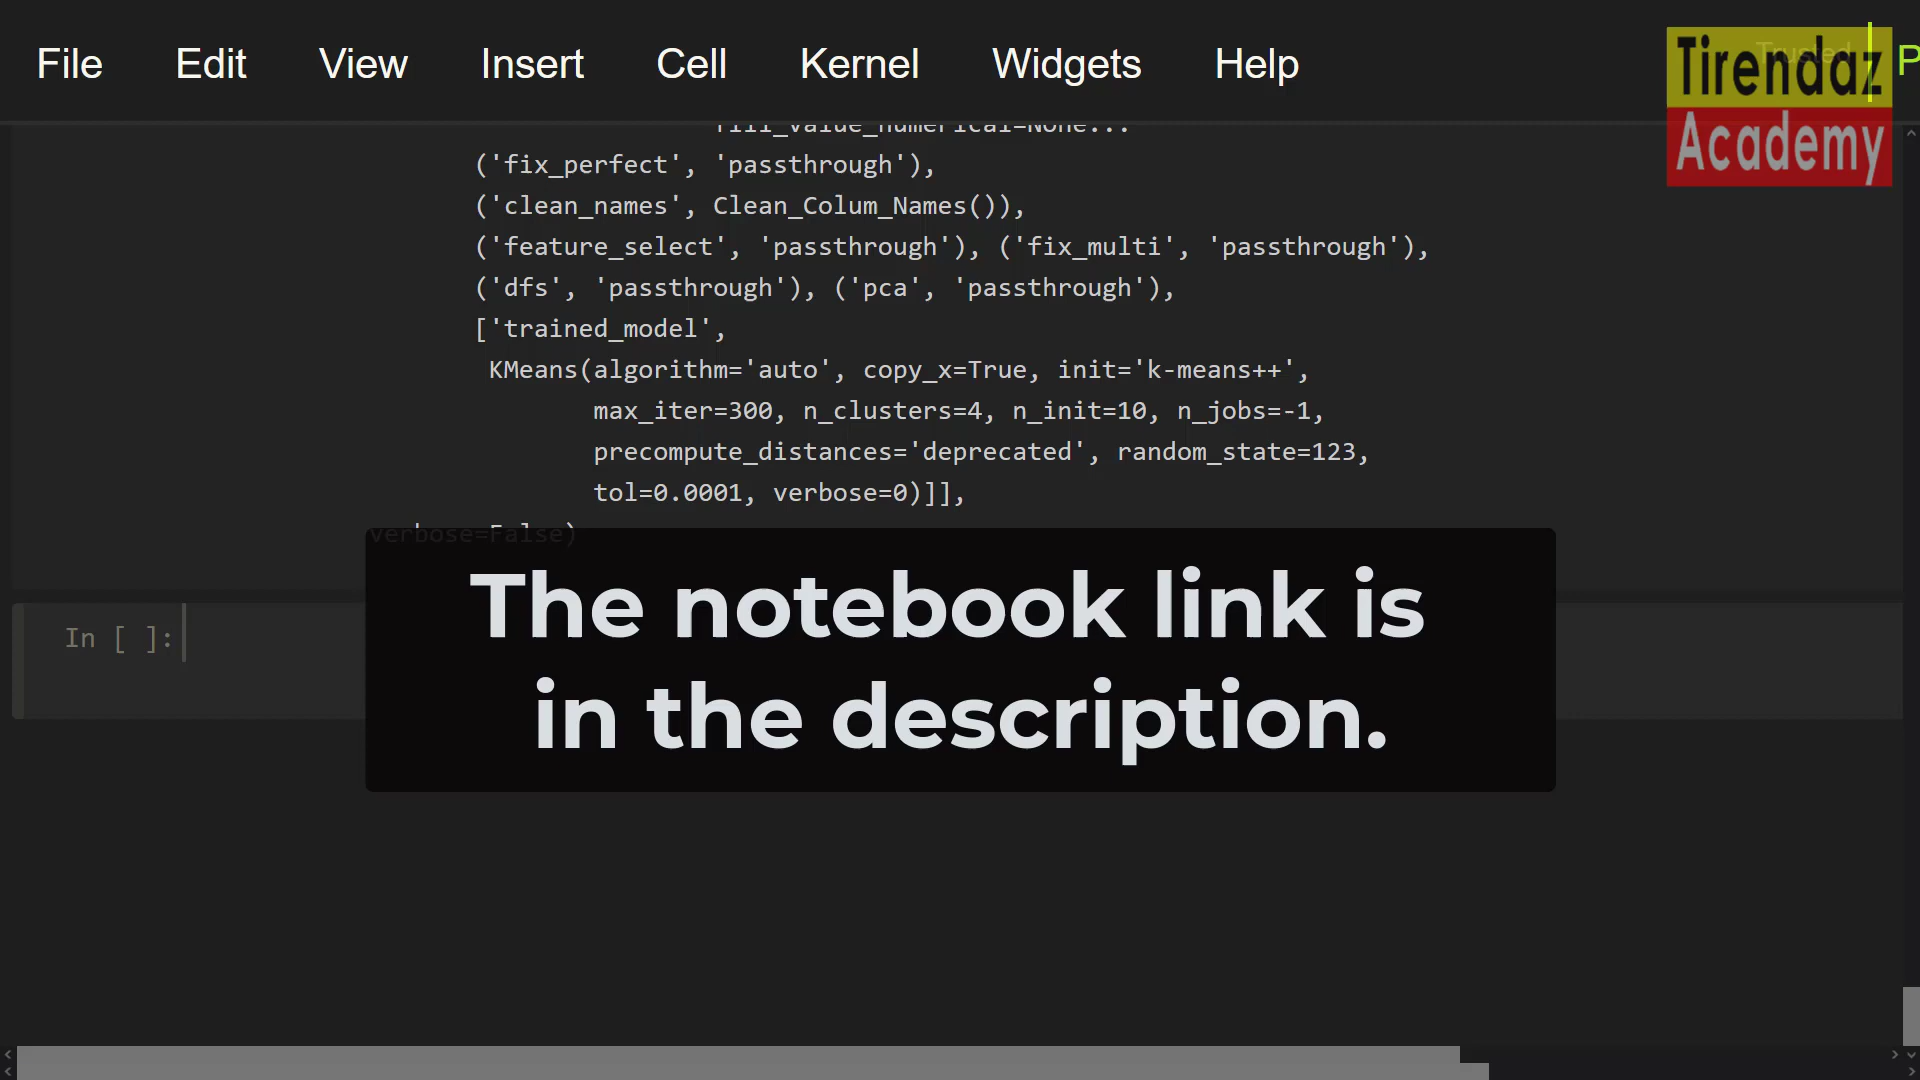 File Edit View Insert Cell Kernel Widgets Help Trusted P
Tirendaz
Academy
fill_value_numerical=None...
('fix_perfect', 'passthrough'),
('clean_names', Clean_Colum_Names()),
('feature_select', 'passthrough'), ('fix_multi', 'passthrough'),
('dfs', 'passthrough'), ('pca', 'passthrough'),
['trained_model',
KMeans(algorithm='auto', copy_x=True, init='k-means++',
max_iter=300, n_clusters=4, n_init=10, n_jobs=-1,
precompute_distances='deprecated', random_state=123,
tol=0.0001, verbose=0)]],
verbose=False)
The notebook link is
in the description.
In [ ]: